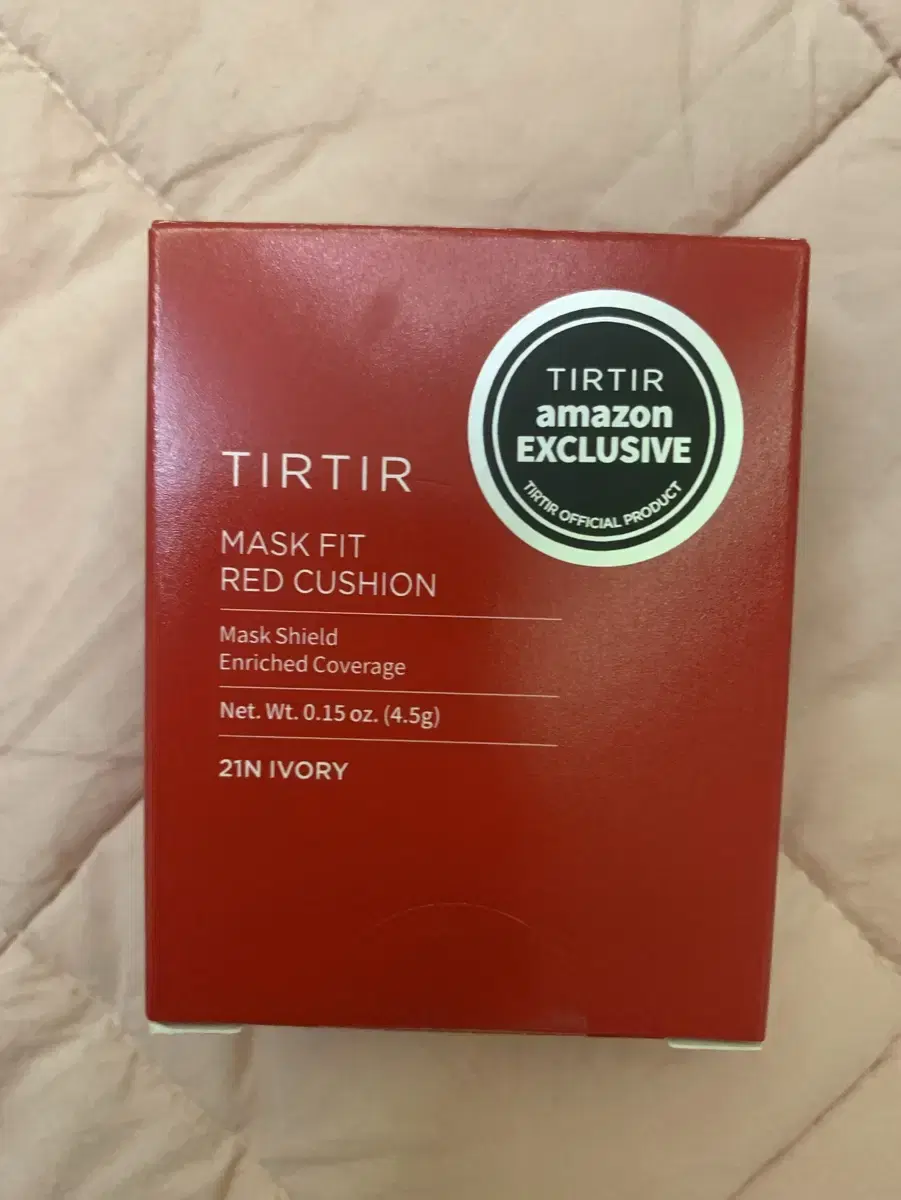 TIRTIR
amazon
EXCLUSIVE
TIRTIR OFFICIAL PRODUCT
TIRTIR
MASK FIT
RED CUSHION
Mask Shield
Enriched Coverage
Net. Wt. 0.15 oz. (4.5g)
21N IVORY